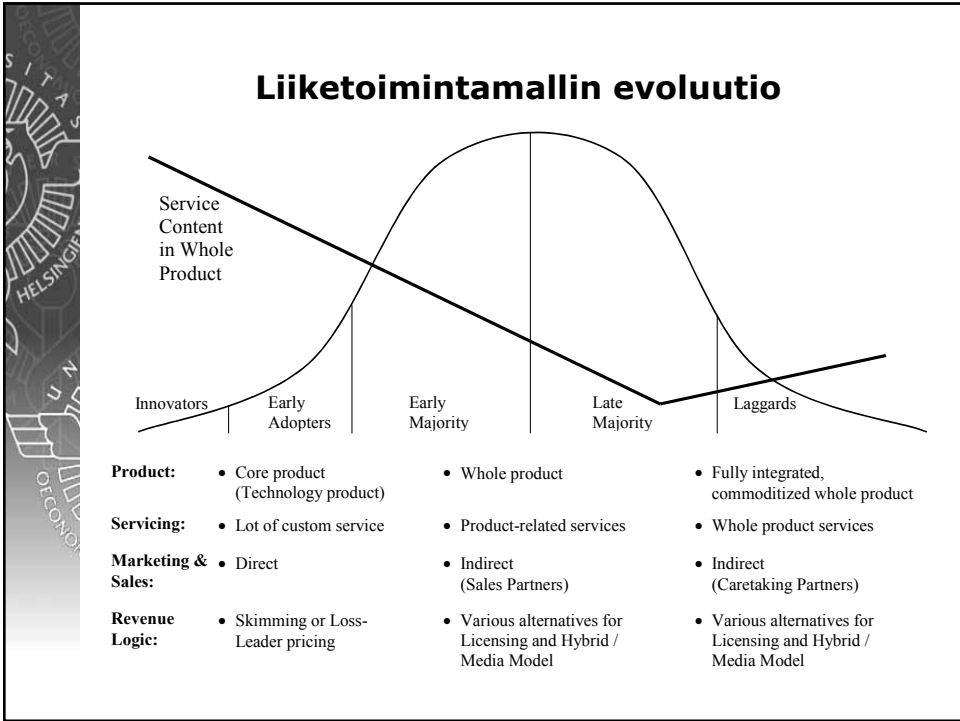 Liiketoimintamallin evoluutio
Service
Content
in Whole
Product
Innovators
Early
Adopters
Early
Majority
Late
Majority
Laggards
Product:
• Core product
(Technology product)
• Whole product
• Fully integrated,
commoditized whole product
Servicing:
• Lot of custom service
• Product-related services
• Whole product services
Marketing &
Sales:
• Direct
• Indirect
(Sales Partners)
• Indirect
(Caretaking Partners)
Revenue
Logic:
• Skimming or Loss-
Leader pricing
• Various alternatives for
Licensing and Hybrid /
Media Model
• Various alternatives for
Licensing and Hybrid /
Media Model
HELSINGIEN